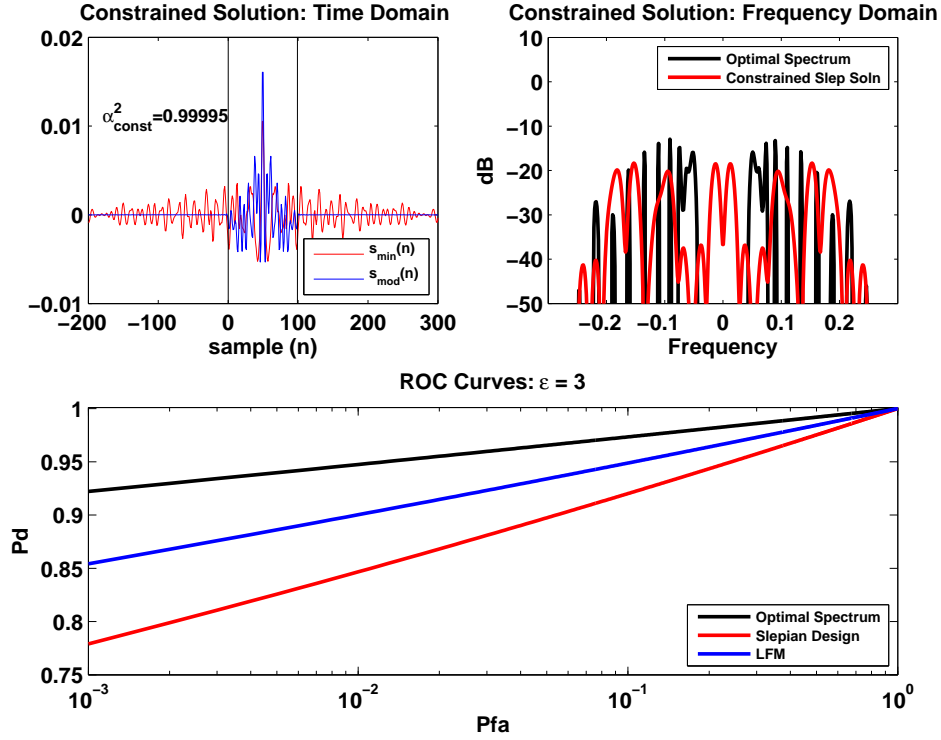 Constrained Solution: Time Domain
0.02
0.01
0
−0.01
α²const=0.99995
s_min(n)
s_mod(n)
−200 −100 0 100 200 300
sample (n)
Constrained Solution: Frequency Domain
10
0
−10
−20
−30
−40
−50
dB
Optimal Spectrum
Constrained Slep Soln
−0.2 −0.1 0 0.1 0.2
Frequency
ROC Curves: ε = 3
1
0.95
0.9
0.85
0.8
0.75
Pd
Optimal Spectrum
Slepian Design
LFM
10⁻³ 10⁻² 10⁻¹ 10⁰
Pfa